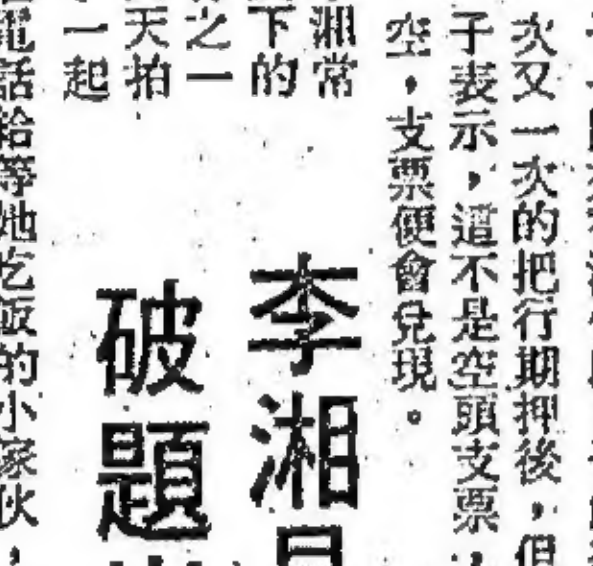 次又一次的把行期押後，但
子表示，這不是空頭支票，
空，支票便會兌現。
湘常
下的
之一
天拍
一起
李湘
破題
電話給等她吃飯的小傢伙，